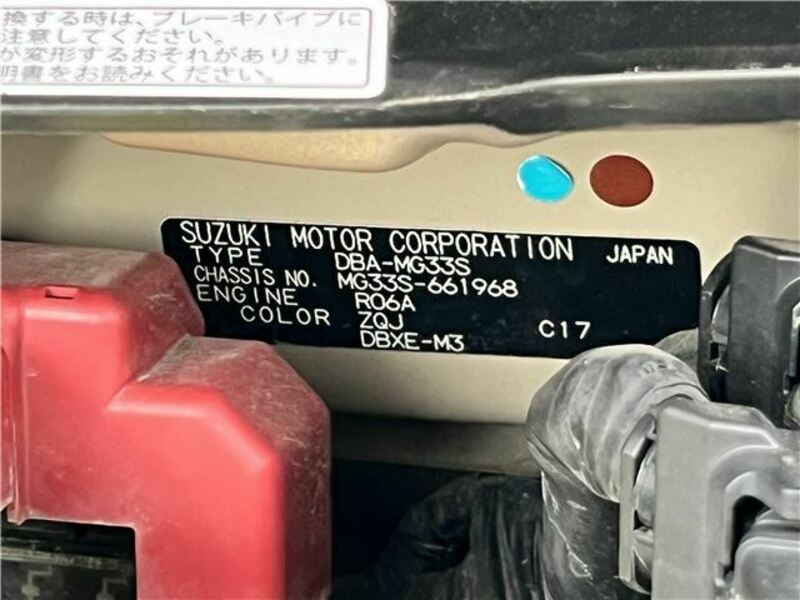 換する時は、ブレーキパイプに
注意してください。
が変形するおそれがあります。
明書をお読みください。
SUZUKI MOTOR CORPORATION JAPAN
TYPE DBA-MG33S
CHASSIS NO. MG33S-661968
ENGINE R06A
COLOR ZQJ C17
DBXE-M3